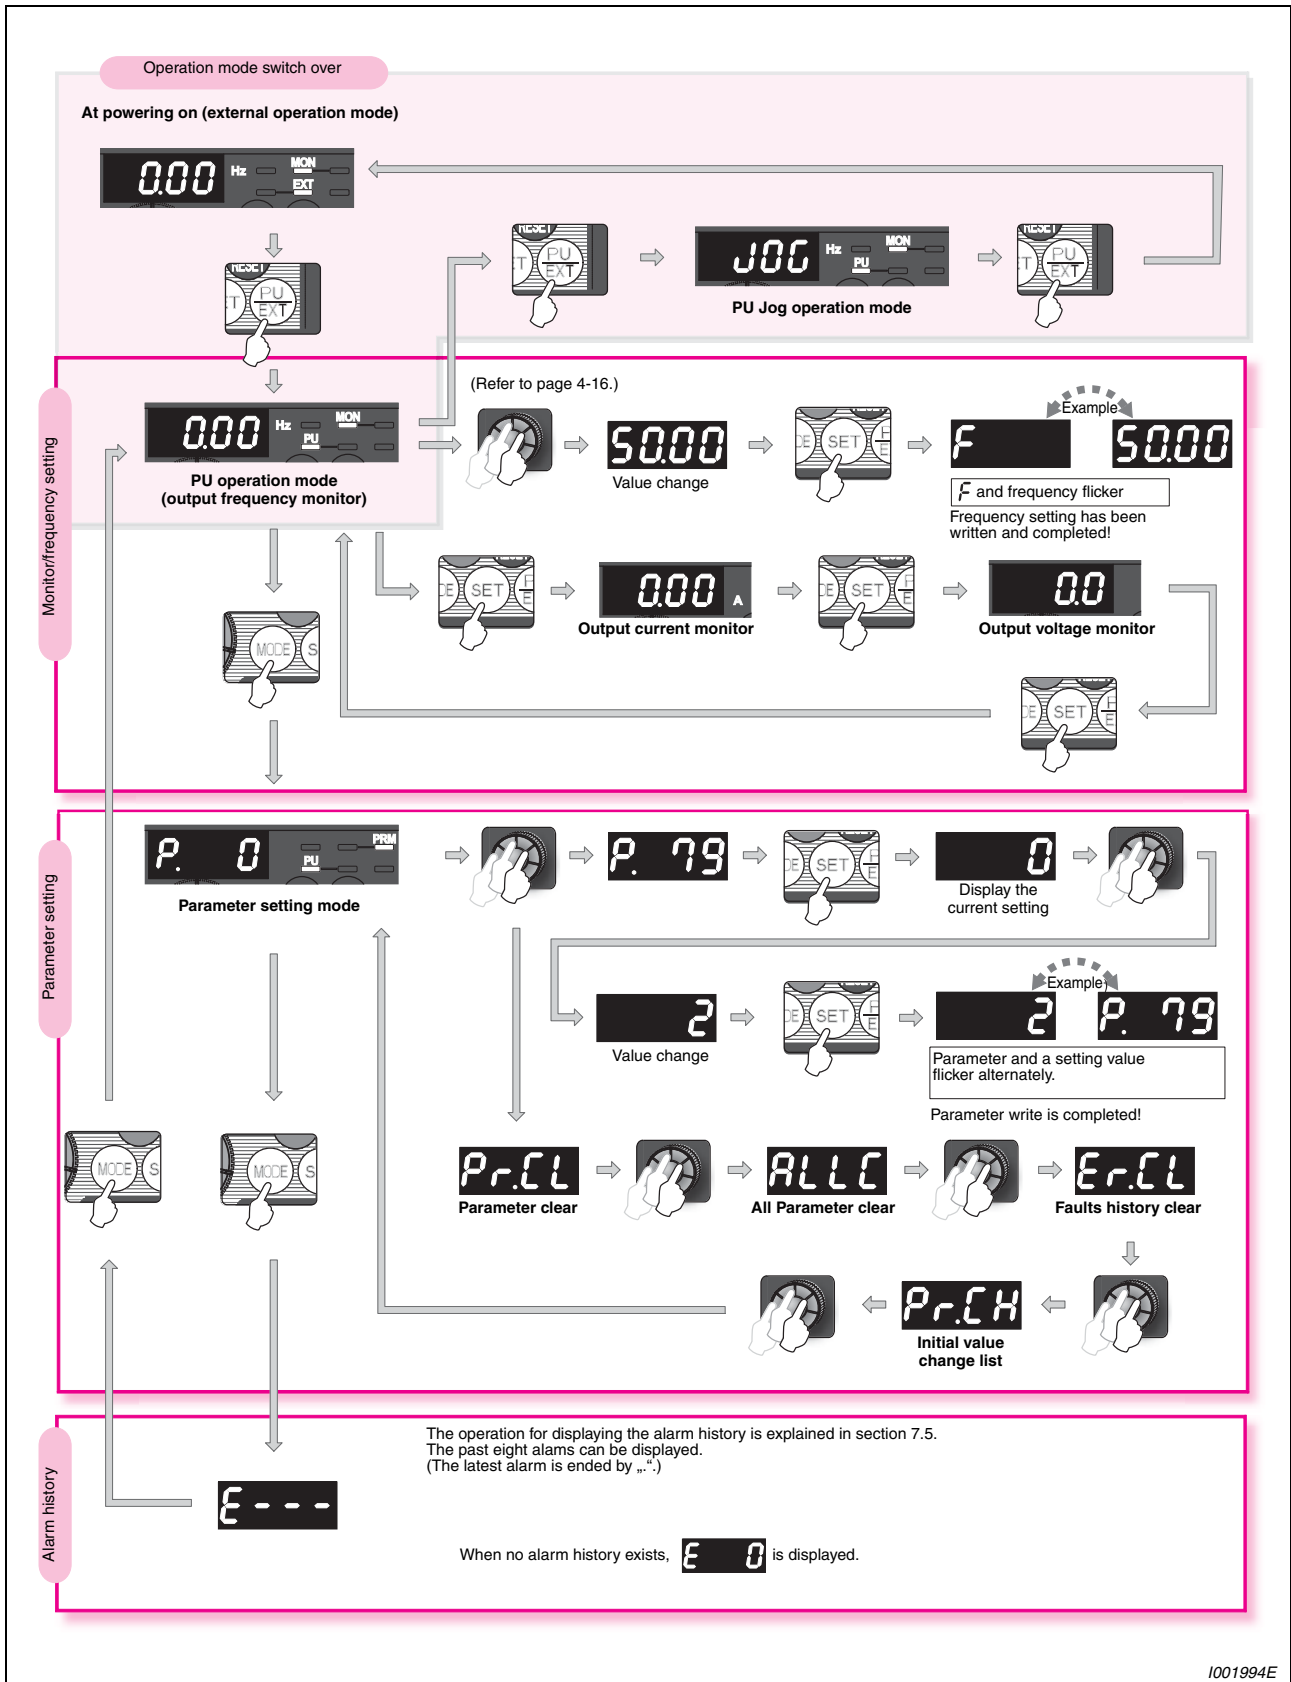 Operation mode switch over
At powering on (external operation mode)
0.00 Hz MON EXT
RESET PU EXT
RESET PU EXT
JOG Hz MON PU
PU EXT
PU Jog operation mode
Monitor/frequency setting
(Refer to page 4-16.)
0.00 Hz MON PU
PU operation mode
(output frequency monitor)
50.00
Value change
SET
Example
F
50.00
F and frequency flicker
Frequency setting has been
written and completed!
SET
0.00 A
Output current monitor
SET
0.0
Output voltage monitor
MODE S
SET
Parameter setting
P. 0 PU PRM
Parameter setting mode
P. 79
SET
0
Display the
current setting
2
Value change
SET
Example
2
P. 79
Parameter and a setting value
flicker alternately.
Parameter write is completed!
MODE S
MODE S
Pr.CL
Parameter clear
ALLC
All Parameter clear
Er.CL
Faults history clear
Pr.CH
Initial value
change list
Alarm history
The operation for displaying the alarm history is explained in section 7.5.
The past eight alams can be displayed.
(The latest alarm is ended by „.“.)
E---
When no alarm history exists, E 0 is displayed.
I001994E